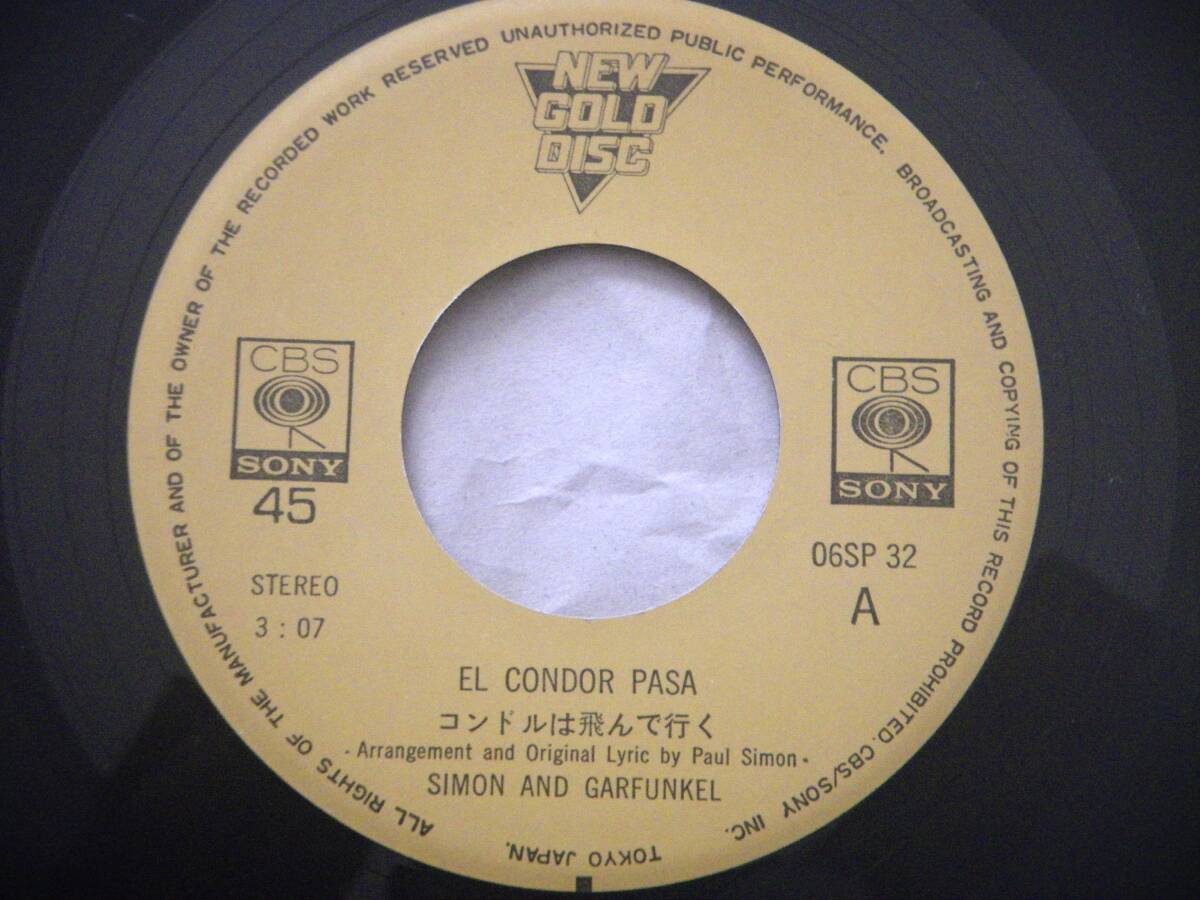 ALL RIGHTS OF THE MANUFACTURER AND OF THE OWNER OF THE RECORDED WORK RESERVED UNAUTHORIZED PUBLIC PERFORMANCE. BROADCASTING AND COPYING OF THIS RECORD PROHIBITED. CBS/SONY INC. TOKYO JAPAN.
NEW
GOLD
DISC
CBS
SONY
45
STEREO
3 : 07
CBS
SONY
06SP 32
A
EL CONDOR PASA
コンドルは飛んで行く
- Arrangement and Original Lyric by Paul Simon -
SIMON AND GARFUNKEL